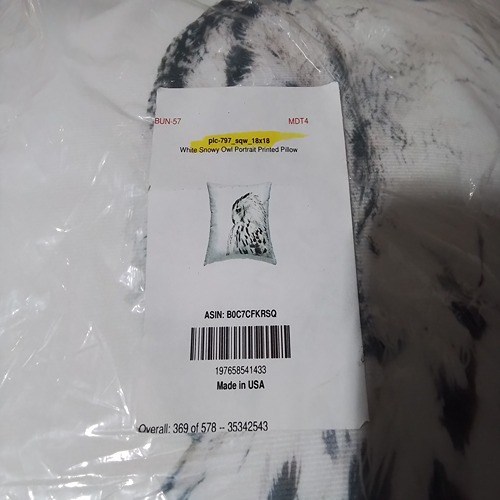 BUN-57 MDT4
pic-797_sqw_18x18
White Snowy Owl Portrait Printed Pillow
ASIN: B0C7CFKRSQ
197658541433
Made in USA
Overall: 369 of 578 -- 35342543